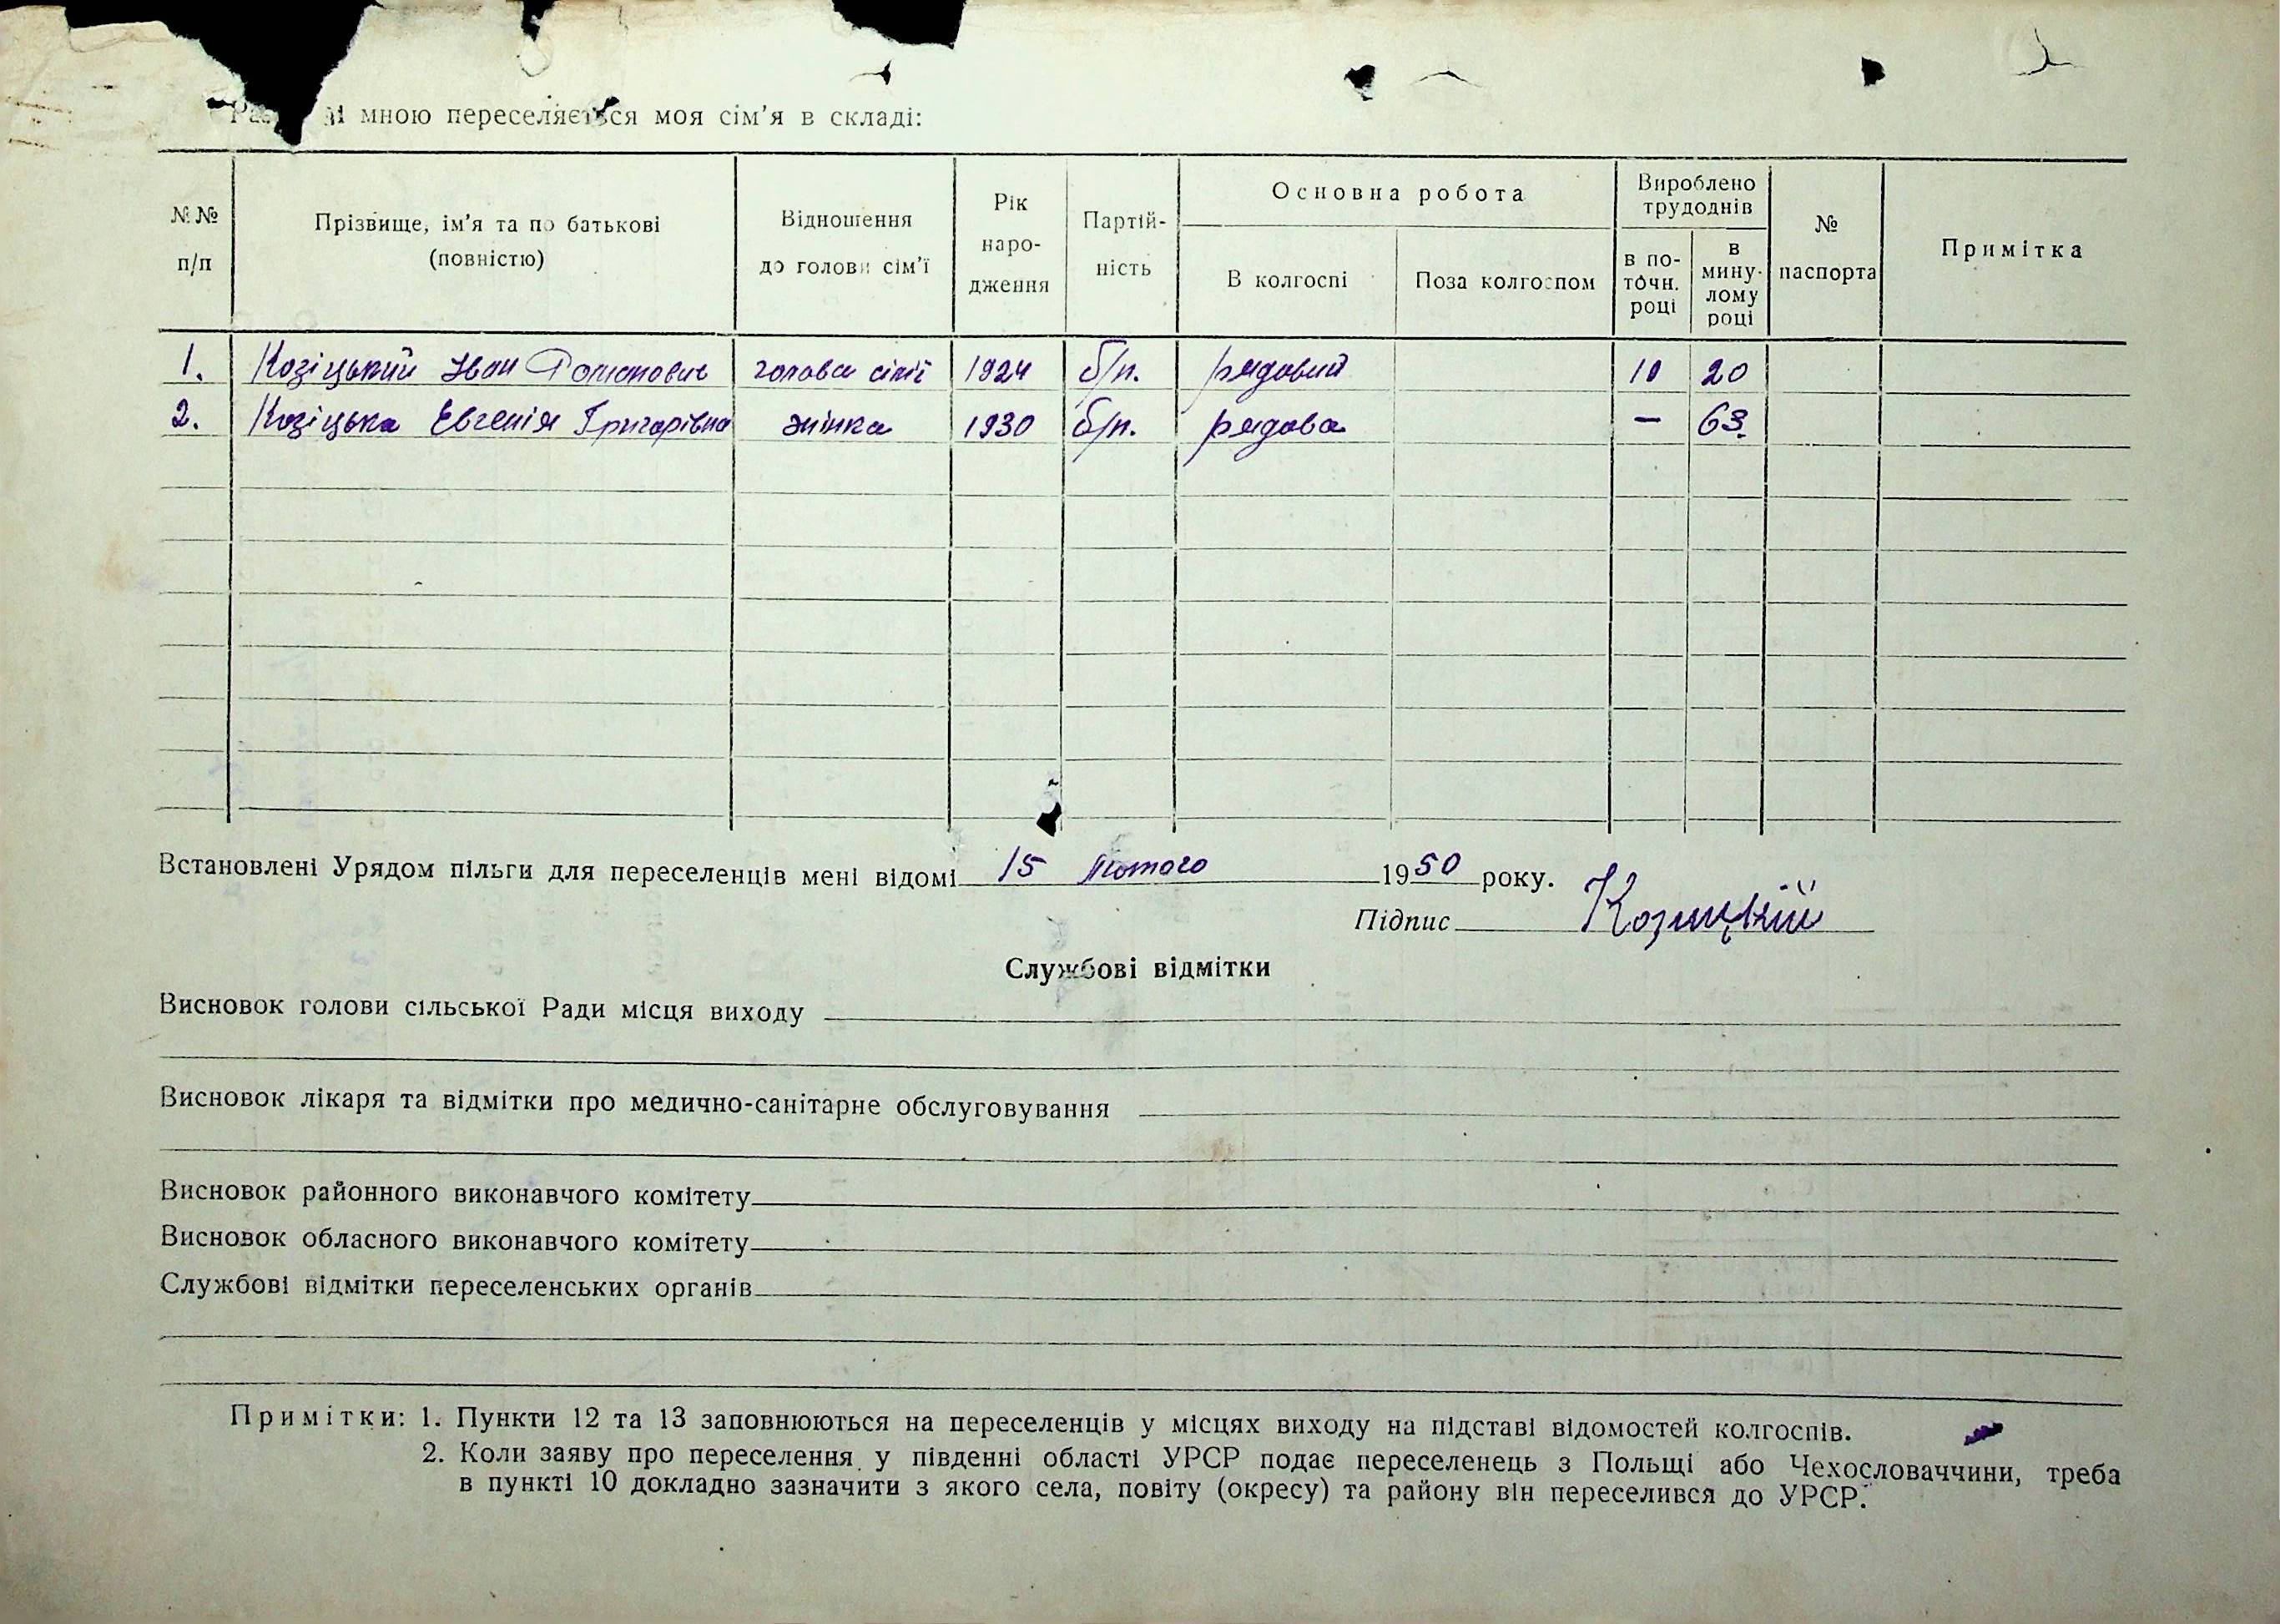 мною переселяється моя сім'я в складі:
№№ п/п
Прізвище, ім'я та по батькові (повністю)
Відношення до голови сім'ї
Рік народження
Партійність
Основна робота
В колгоспі
Поза колгоспом
Вироблено трудоднів
в поточн. році
в минулому році
№ паспорта
Примітка
1. Козіцький Іван Романович голова сім'ї 1924 б/п. рядовий 10 20
2. Козіцька Евгенія Григорівна жінка 1930 б/п. рядова — 63.
Встановлені Урядом пільги для переселенців мені відомі 15 Лютого 1950 року.
Підпис Козицкий
Службові відмітки
Висновок голови сільської Ради місця виходу
Висновок лікаря та відмітки про медично-санітарне обслуговування
Висновок районного виконавчого комітету
Висновок обласного виконавчого комітету
Службові відмітки переселенських органів
Примітки: 1. Пункти 12 та 13 заповнюються на переселенців у місцях виходу на підставі відомостей колгоспів.
2. Коли заяву про переселення у південні області УРСР подає переселенець з Польщі або Чехословаччини, треба
в пункті 10 докладно зазначити з якого села, повіту (окресу) та району він переселився до УРСР.